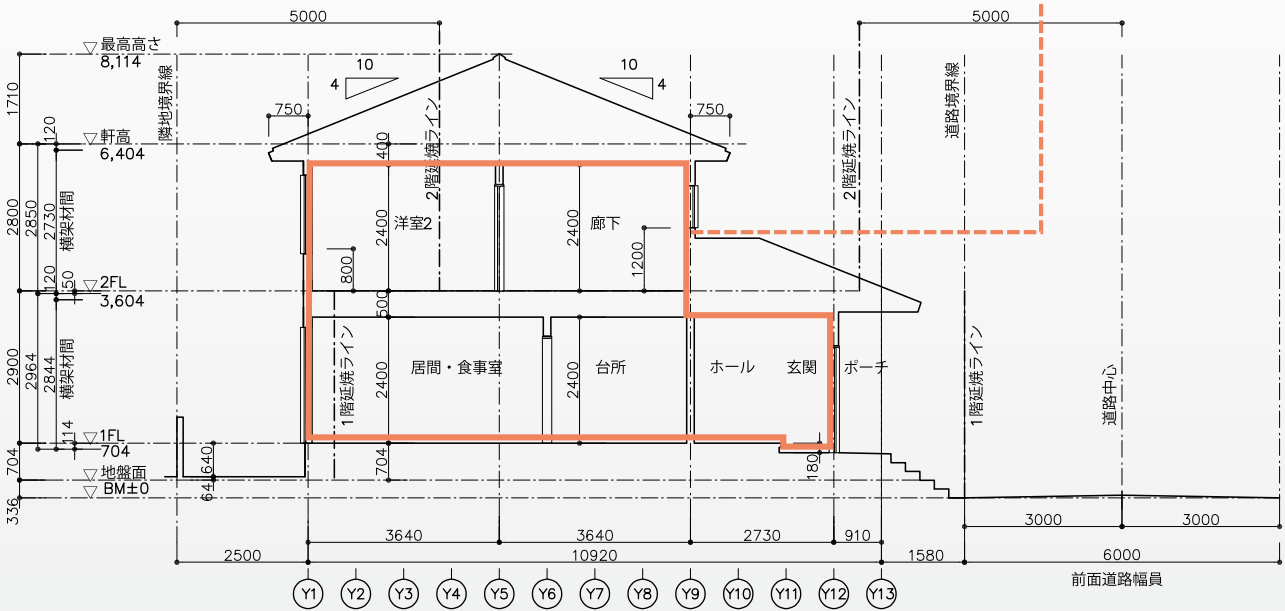 5000
5000
▽最高高さ
8,114
10
4
10
4
隣地境界線
道路境界線
2階延焼ライン
2階延焼ライン
1710
120
750
750
▽軒高
6,404
400
2800
2850
2730
横架材間
洋室2
廊下
2400
2400
800
1200
120
150
▽2FL
3,604
500
2900
2964
2844
横架材間
1階延焼ライン
居間・食事室
台所
ホール
玄関
ポーチ
2400
2400
1階延焼ライン
道路中心
114
▽1FL
704
704
640
704
180
▽地盤面
64
▽BM±0
336
3000
3000
3640
3640
2730
910
2500
10920
1580
6000
前面道路幅員
Y1 Y2 Y3 Y4 Y5 Y6 Y7 Y8 Y9 Y10 Y11 Y12 Y13